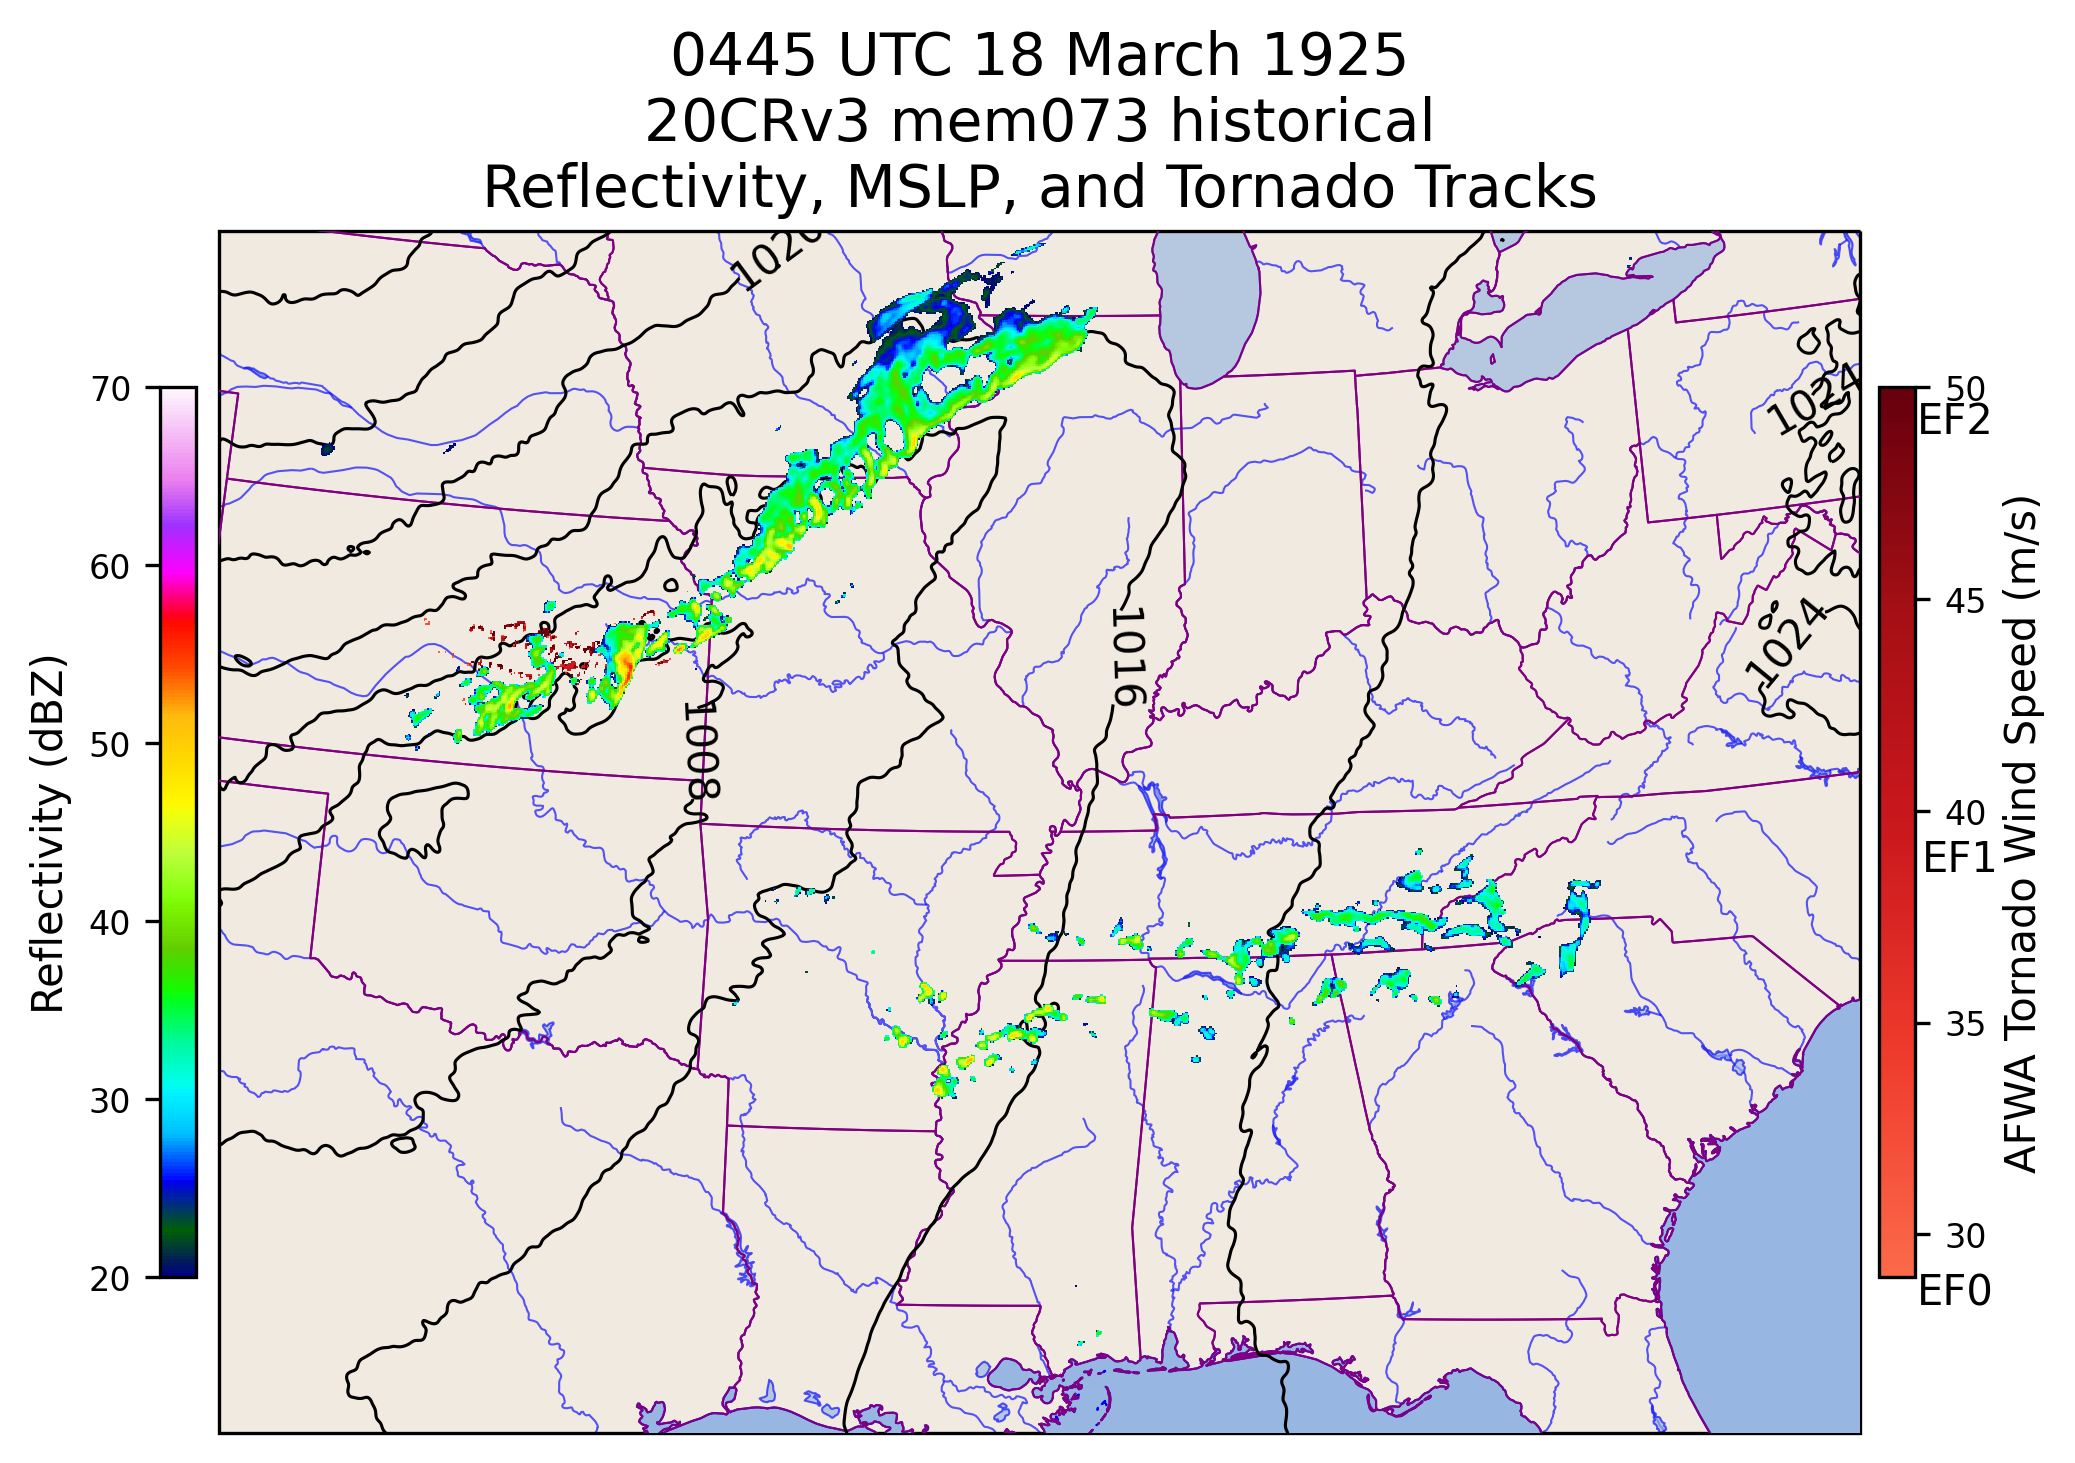 0445 UTC 18 March 1925
20CRv3 mem073 historical
Reflectivity, MSLP, and Tornado Tracks
1020
1024
1024
1016
1008
Reflectivity (dBZ)
70
60
50
40
30
20
50
EF2
45
40
EF1
35
30
EF0
AFWA Tornado Wind Speed (m/s)